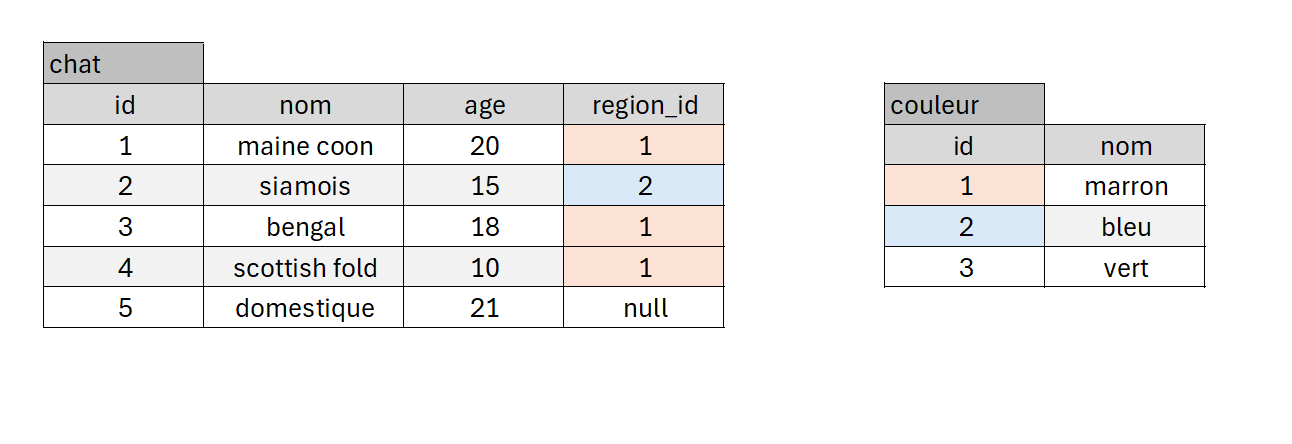 chat
id nom age region_id
1 maine coon 20 1
2 siamois 15 2
3 bengal 18 1
4 scottish fold 10 1
5 domestique 21 null
couleur
id nom
1 marron
2 bleu
3 vert